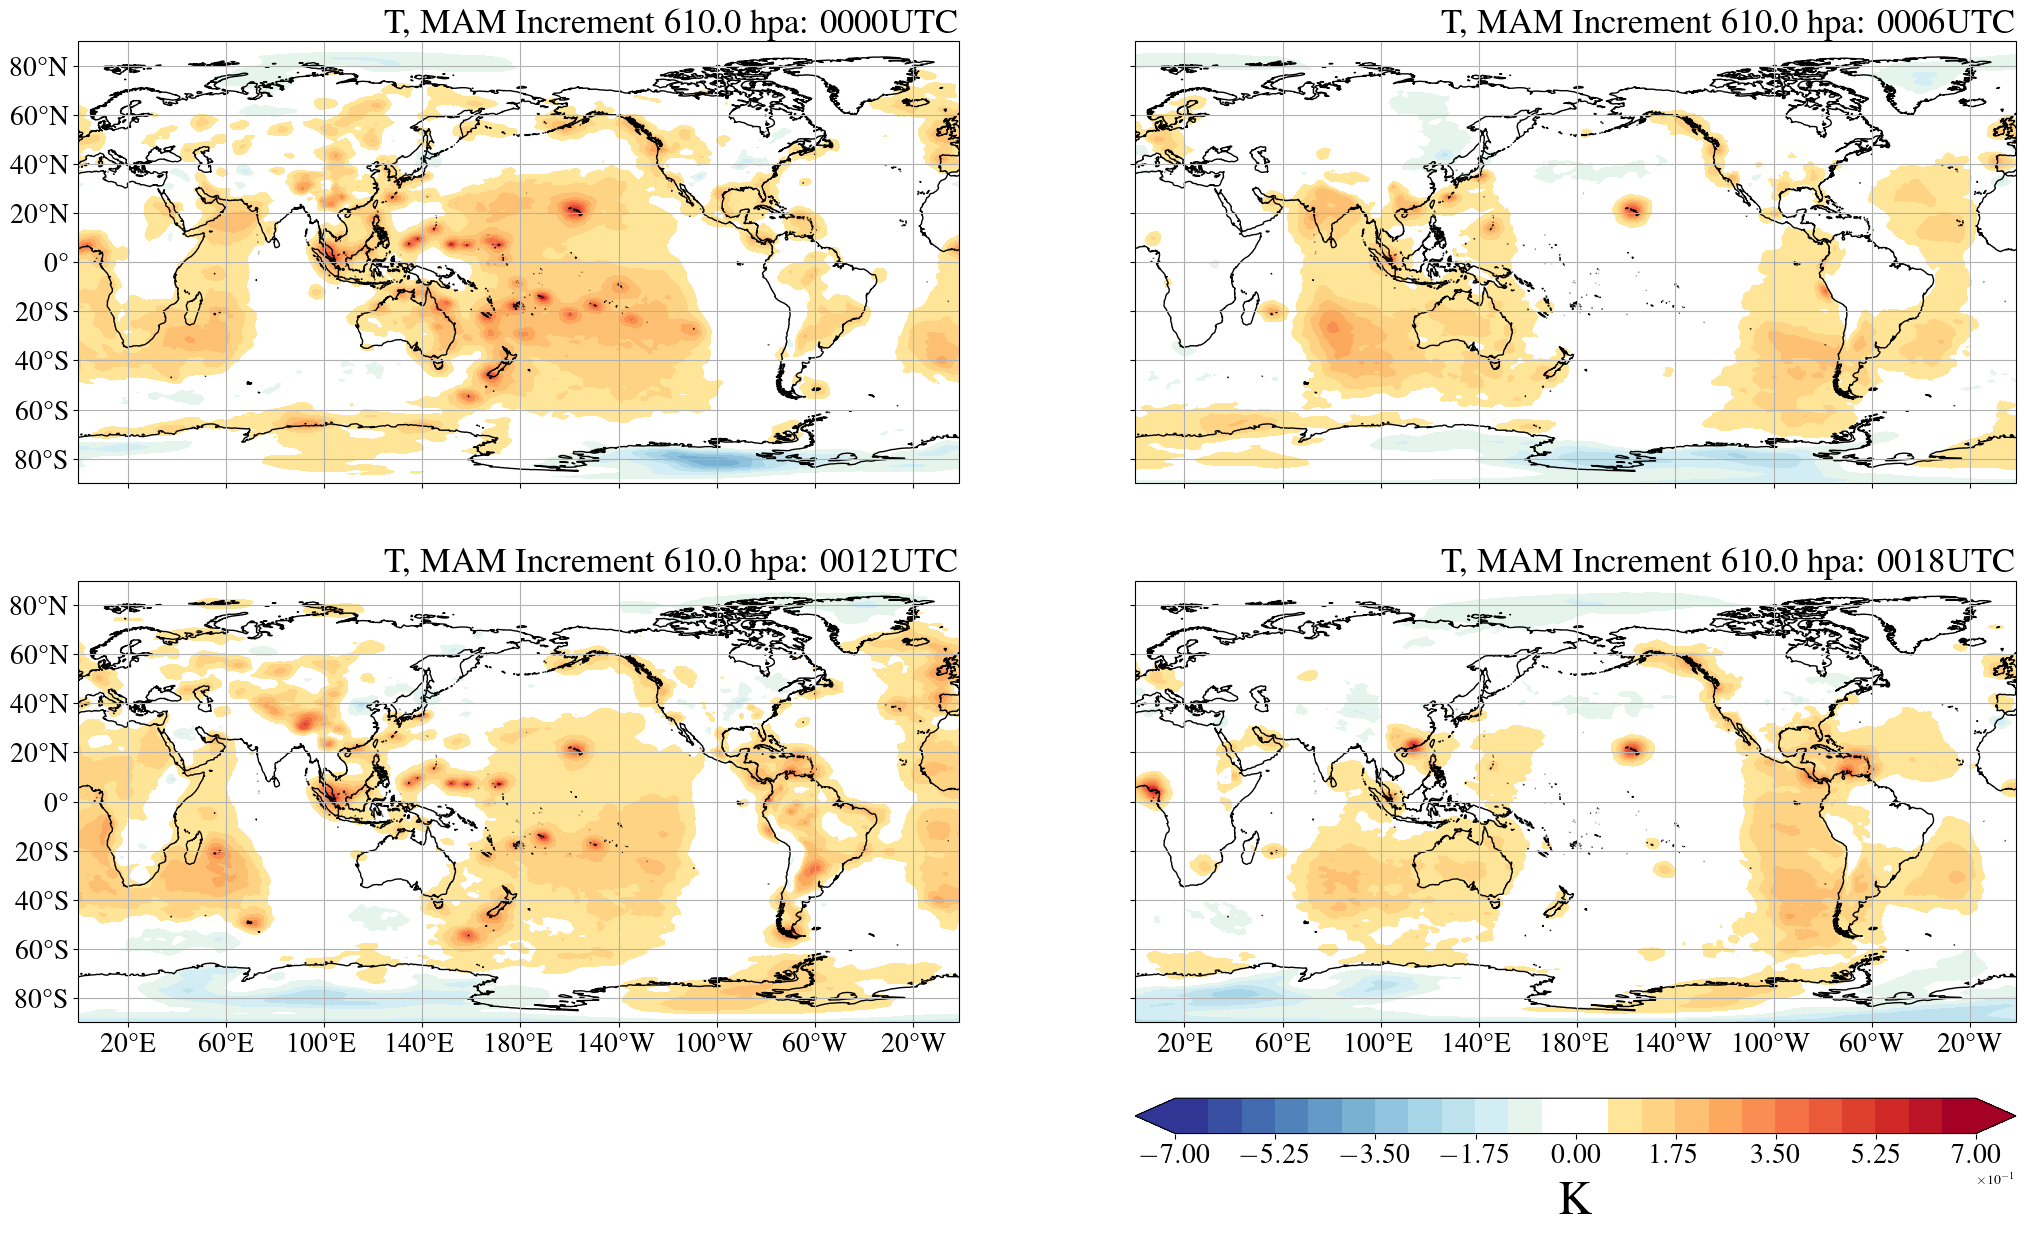 T, MAM Increment 610.0 hpa: 0000UTC
T, MAM Increment 610.0 hpa: 0006UTC
80°N
60°N
40°N
20°N
0°
20°S
40°S
60°S
80°S
T, MAM Increment 610.0 hpa: 0012UTC
T, MAM Increment 610.0 hpa: 0018UTC
80°N
60°N
40°N
20°N
0°
20°S
40°S
60°S
80°S
20°E 60°E 100°E 140°E 180°E 140°W 100°W 60°W 20°W
20°E 60°E 100°E 140°E 180°E 140°W 100°W 60°W 20°W
−7.00 −5.25 −3.50 −1.75 0.00 1.75 3.50 5.25 7.00
×10⁻¹
K